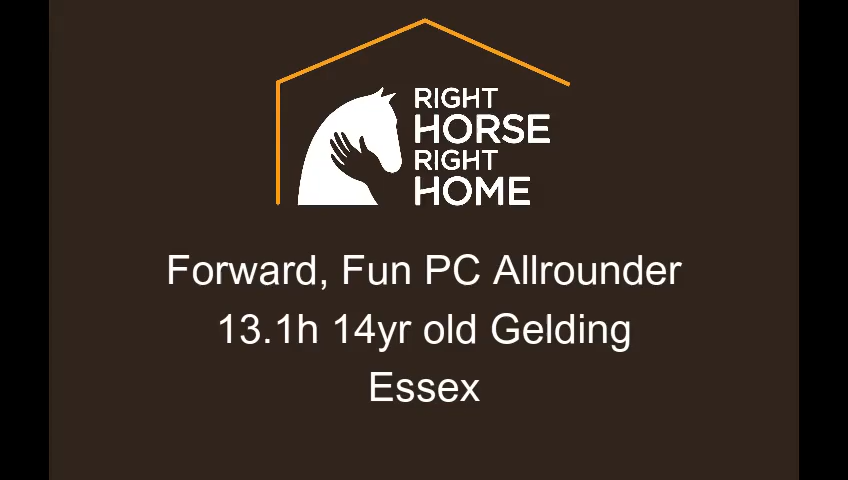 RIGHT
HORSE
RIGHT
HOME
Forward, Fun PC Allrounder
13.1h 14yr old Gelding
Essex